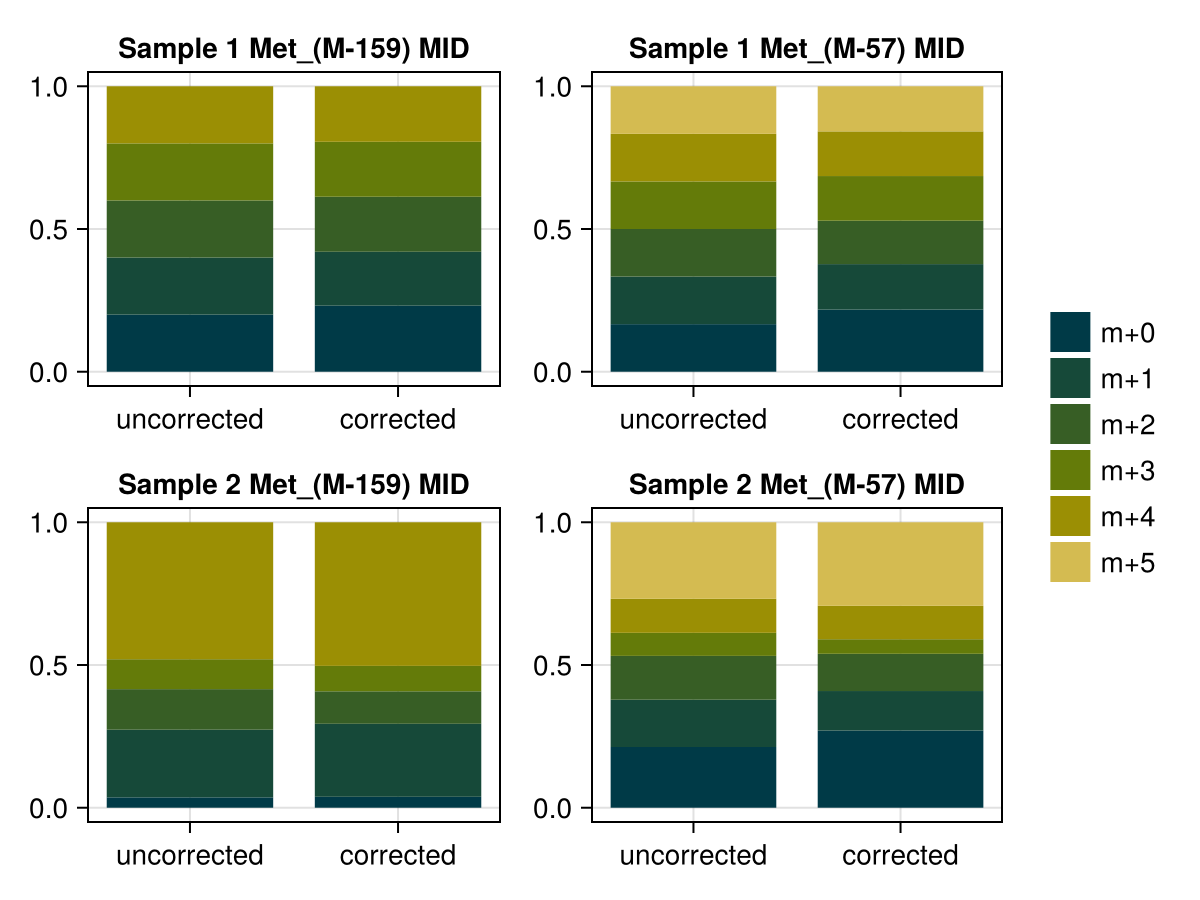 Sample 1 Met_(M-159) MID
1.0
0.5
0.0
uncorrected corrected
Sample 1 Met_(M-57) MID
1.0
0.5
0.0
uncorrected corrected
Sample 2 Met_(M-159) MID
1.0
0.5
0.0
uncorrected corrected
Sample 2 Met_(M-57) MID
1.0
0.5
0.0
uncorrected corrected
m+0
m+1
m+2
m+3
m+4
m+5